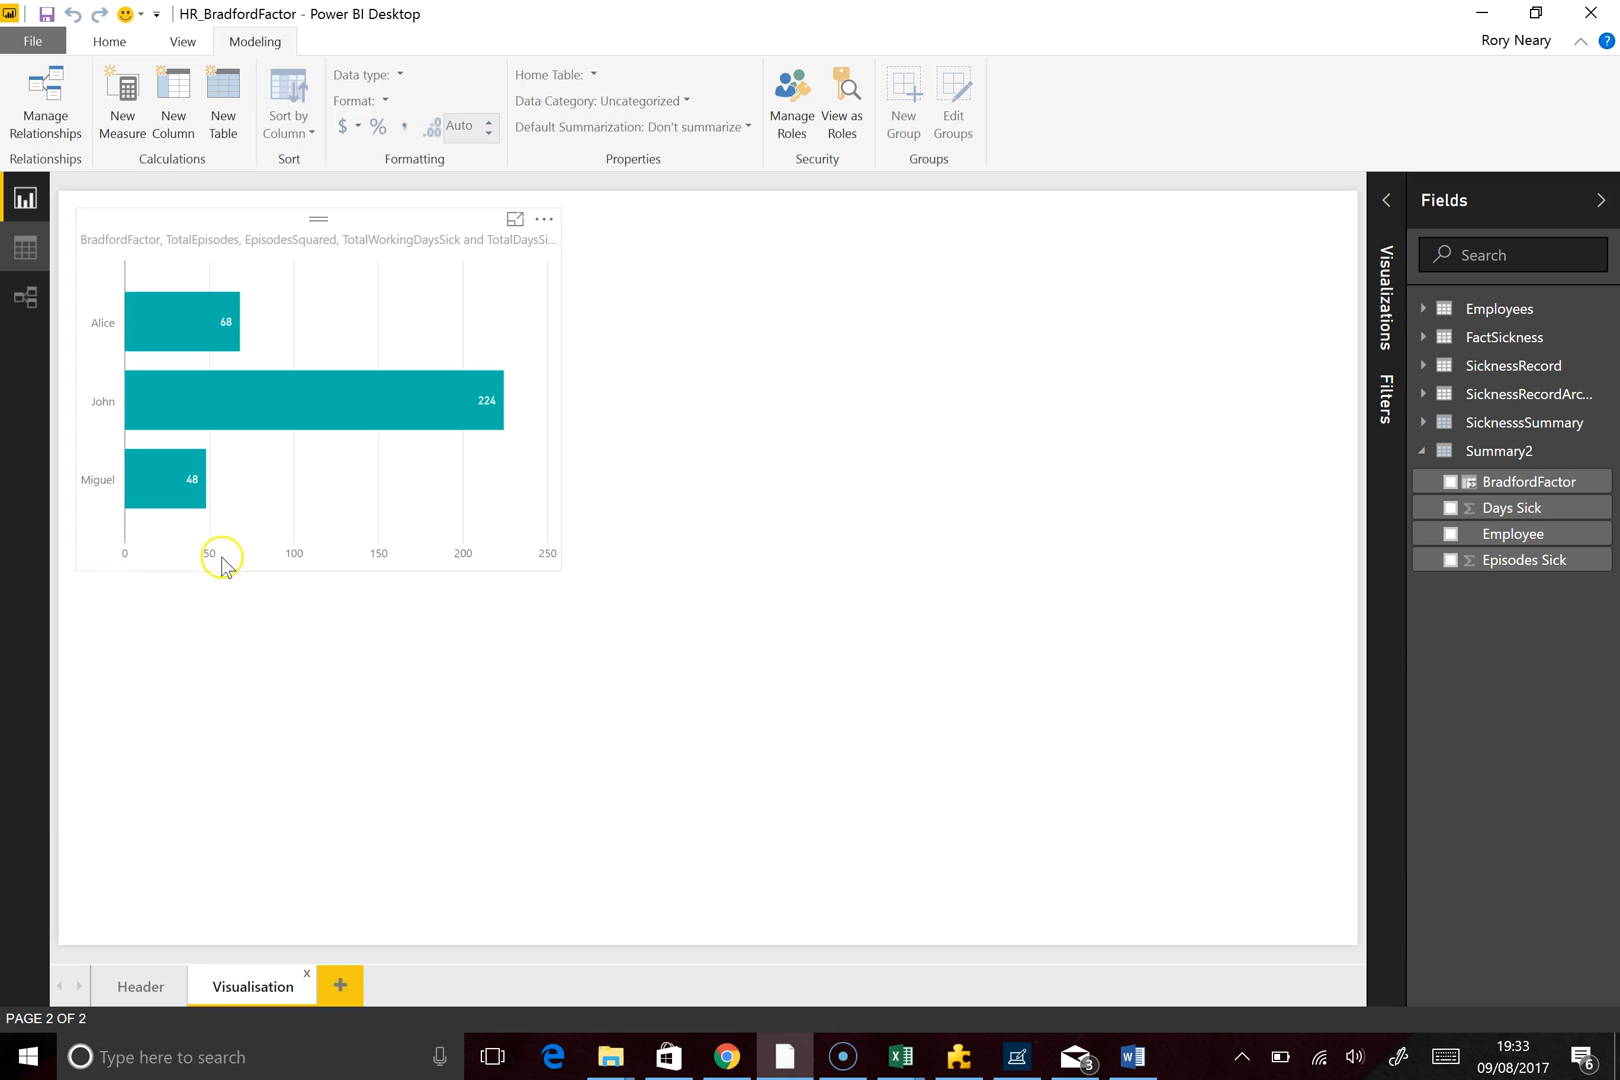 HR_BradfordFactor - Power BI Desktop
File Home View Modeling Rory Neary ?
Manage Relationships
New Measure
New Column
New Table
Sort by Column
Data type:
Format:
$ % , .00 Auto
Home Table:
Data Category: Uncategorized
Default Summarization: Don't summarize
Manage Roles
View as Roles
New Group
Edit Groups
Relationships Calculations Sort Formatting Properties Security Groups
BradfordFactor, TotalEpisodes, EpisodesSquared, TotalWorkingDaysSick and TotalDaysSi...
Alice 68
John 224
Miguel 48
0 50 100 150 200 250
Visualizations
Filters
Fields
Search
Employees
FactSickness
SicknessRecord
SicknessRecordArc...
SicknesssSummary
Summary2
BradfordFactor
Σ Days Sick
Employee
Σ Episodes Sick
Header Visualisation x +
PAGE 2 OF 2
Type here to search
3
19:33
09/08/2017
6